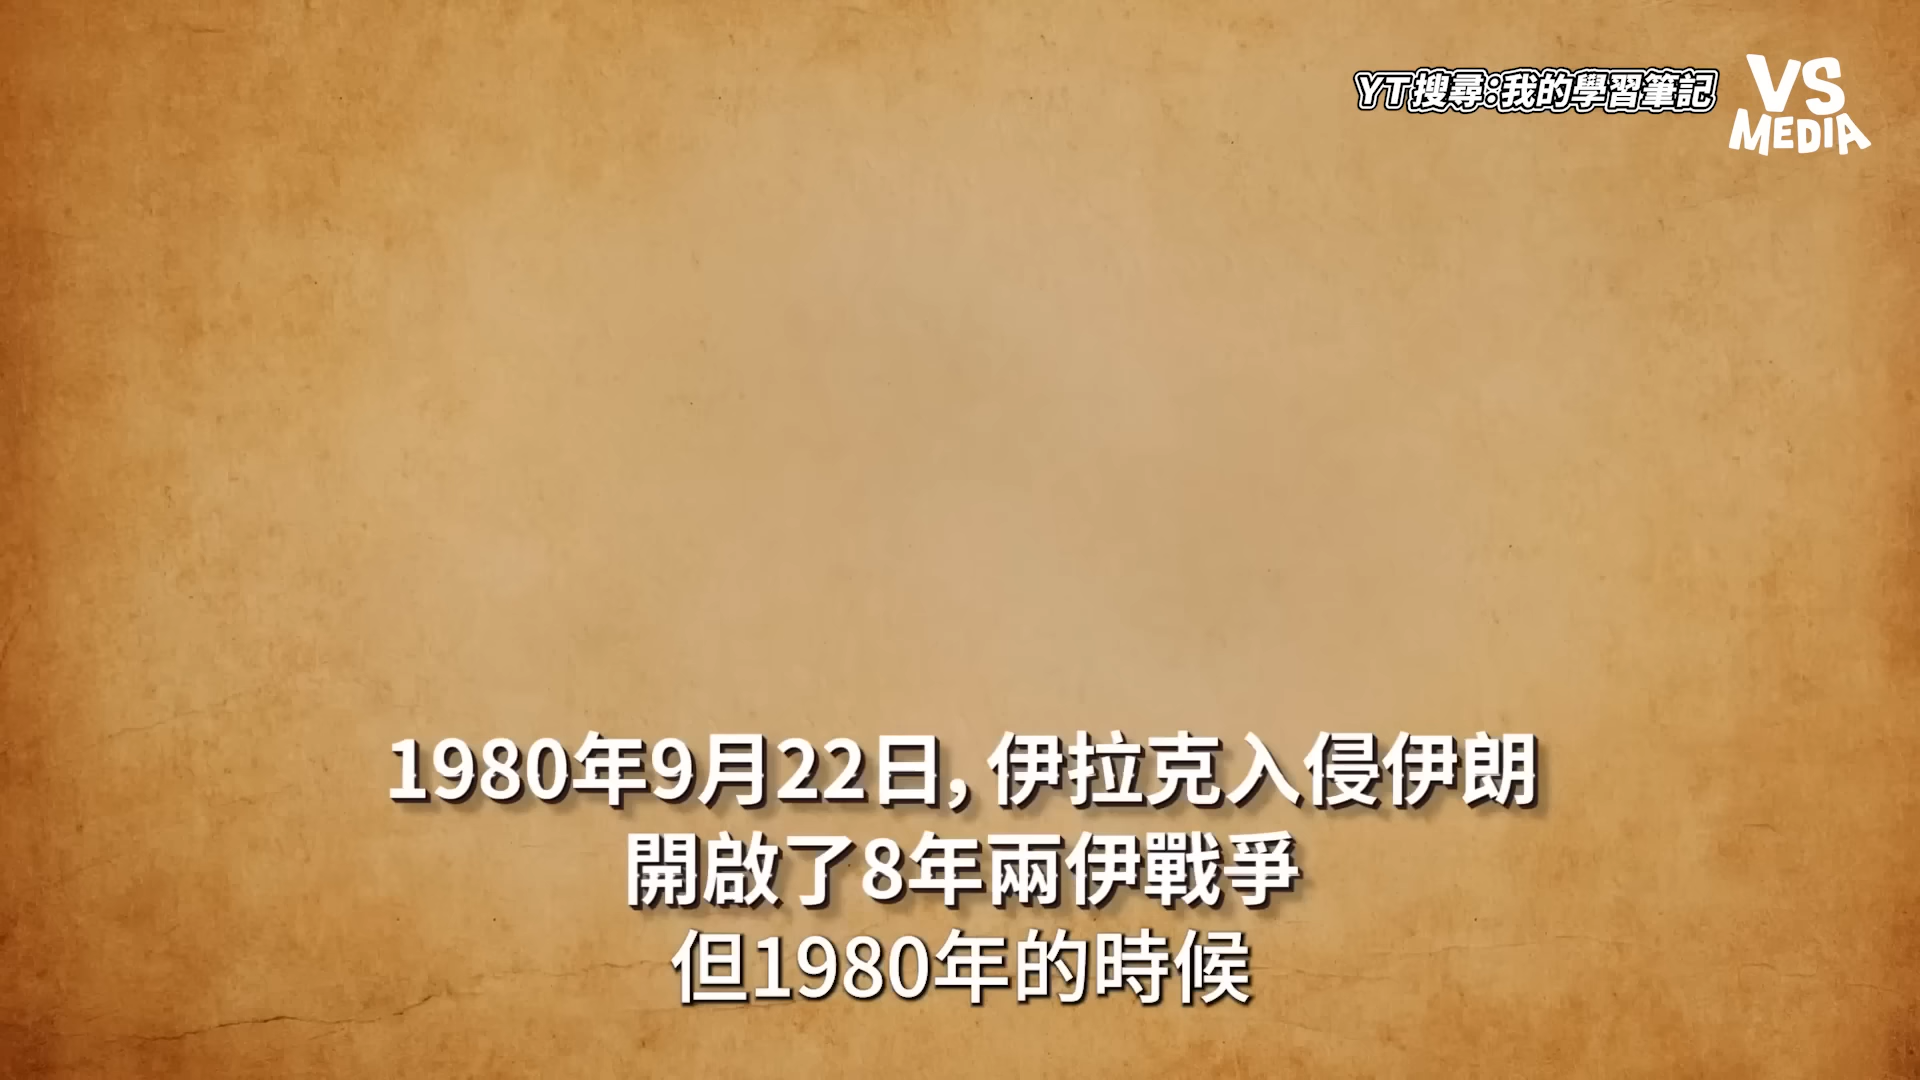 YT搜尋:我的學習筆記
VS
MEDIA
1980年9月22日,伊拉克入侵伊朗
開啟了8年兩伊戰爭
但1980年的時候